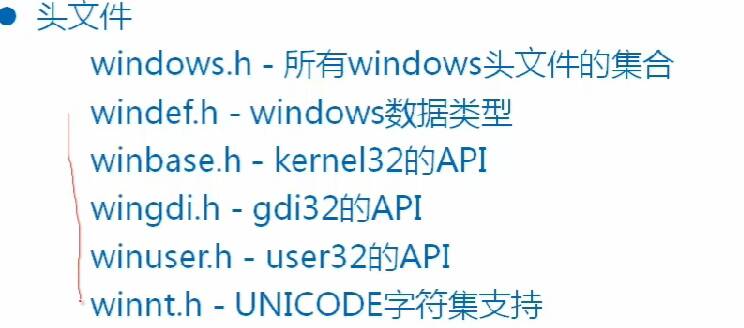 头文件
windows.h - 所有windows头文件的集合
windef.h - windows数据类型
winbase.h - kernel32的API
wingdi.h - gdi32的API
winuser.h - user32的API
winnt.h - UNICODE字符集支持